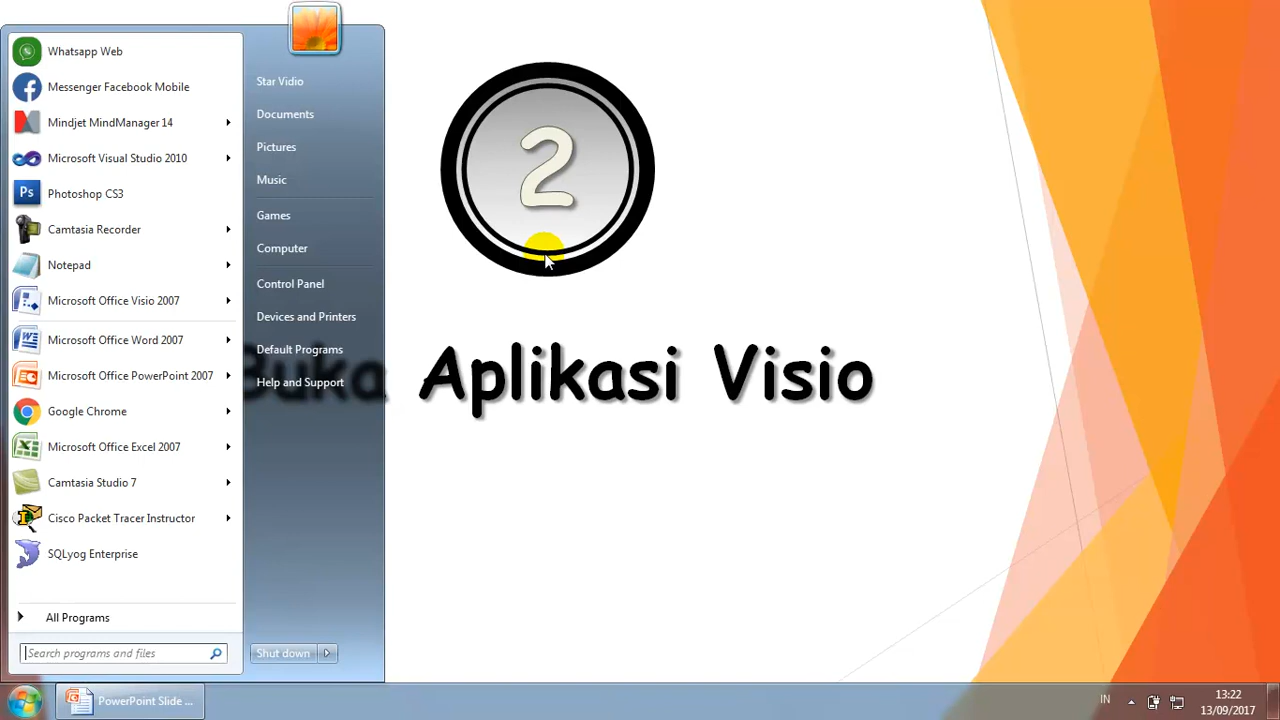 Whatsapp Web
Messenger Facebook Mobile
Mindjet MindManager 14
Microsoft Visual Studio 2010
Ps Photoshop CS3
Camtasia Recorder
Notepad
Microsoft Office Visio 2007
Microsoft Office Word 2007
Microsoft Office PowerPoint 2007
Google Chrome
Microsoft Office Excel 2007
Camtasia Studio 7
Cisco Packet Tracer Instructor
SQLyog Enterprise
All Programs
Search programs and files
Star Vidio
Documents
Pictures
Music
Games
Computer
Control Panel
Devices and Printers
Default Programs
Help and Support
Shut down
2
Buka Aplikasi Visio
PowerPoint Slide ...
IN
13:22
13/09/2017